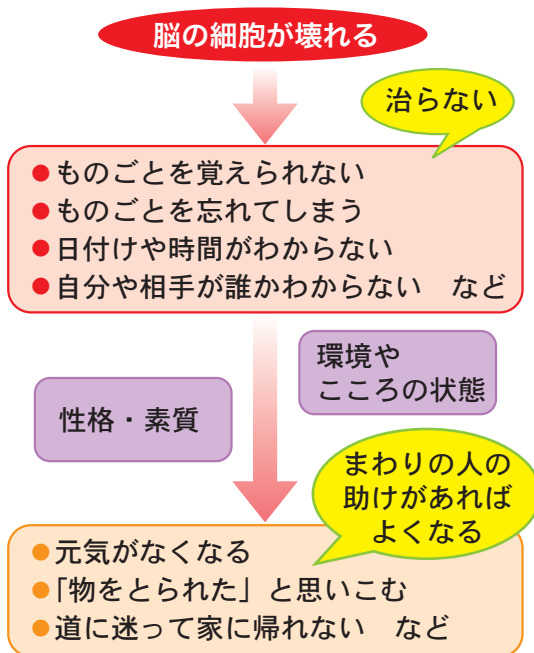 脳の細胞が壊れる
治らない
●ものごとを覚えられない
●ものごとを忘れてしまう
●日付けや時間がわからない
●自分や相手が誰かわからない　など
環境や
こころの状態
性格・素質
まわりの人の
助けがあれば
よくなる
●元気がなくなる
●「物をとられた」と思いこむ
●道に迷って家に帰れない　など